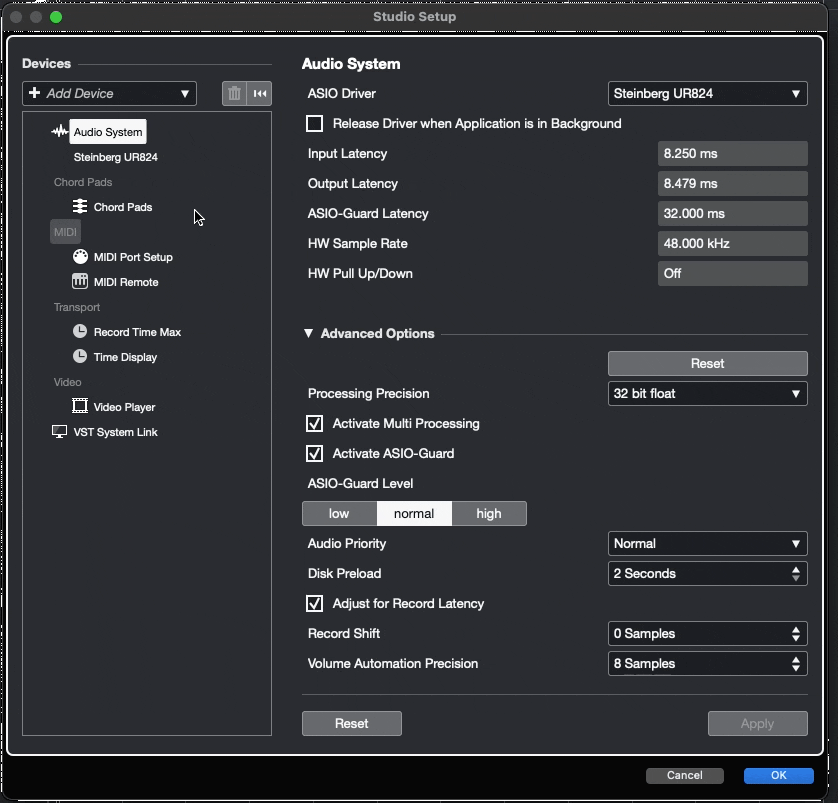 Studio Setup
Devices
+ Add Device
Audio System
Steinberg UR824
Chord Pads
Chord Pads
MIDI
MIDI Port Setup
MIDI Remote
Transport
Record Time Max
Time Display
Video
Video Player
VST System Link
Audio System
ASIO Driver Steinberg UR824
Release Driver when Application is in Background
Input Latency 8.250 ms
Output Latency 8.479 ms
ASIO-Guard Latency 32.000 ms
HW Sample Rate 48.000 kHz
HW Pull Up/Down Off
Advanced Options
Reset
Processing Precision 32 bit float
Activate Multi Processing
Activate ASIO-Guard
ASIO-Guard Level
low normal high
Audio Priority Normal
Disk Preload 2 Seconds
Adjust for Record Latency
Record Shift 0 Samples
Volume Automation Precision 8 Samples
Reset Apply
Cancel OK